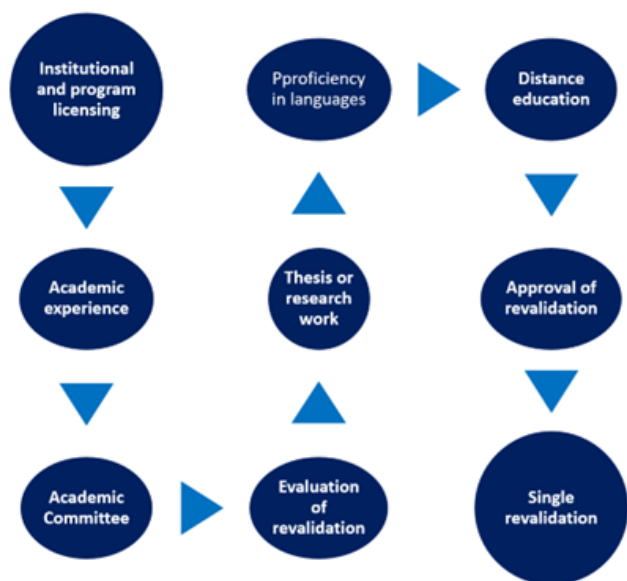 Institutional
and program
licensing
Academic
experience
Academic
Committee
Evaluation
of
revalidation
Thesis or
research
work
Pproficiency
in languages
Distance
education
Approval of
revalidation
Single
revalidation